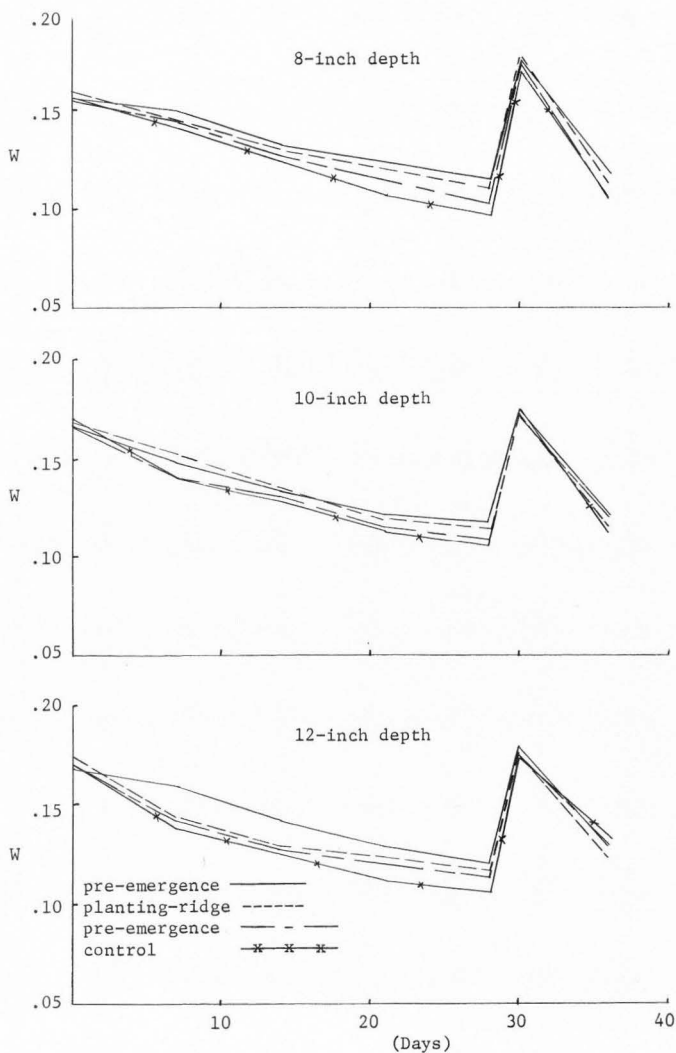 .20
8-inch depth
.15
W
.10
.05
.20
10-inch depth
.15
W
.10
.05
.20
12-inch depth
.15
W
pre-emergence
planting-ridge
.10
pre-emergence
control
.05
10 20 30 40
(Days)